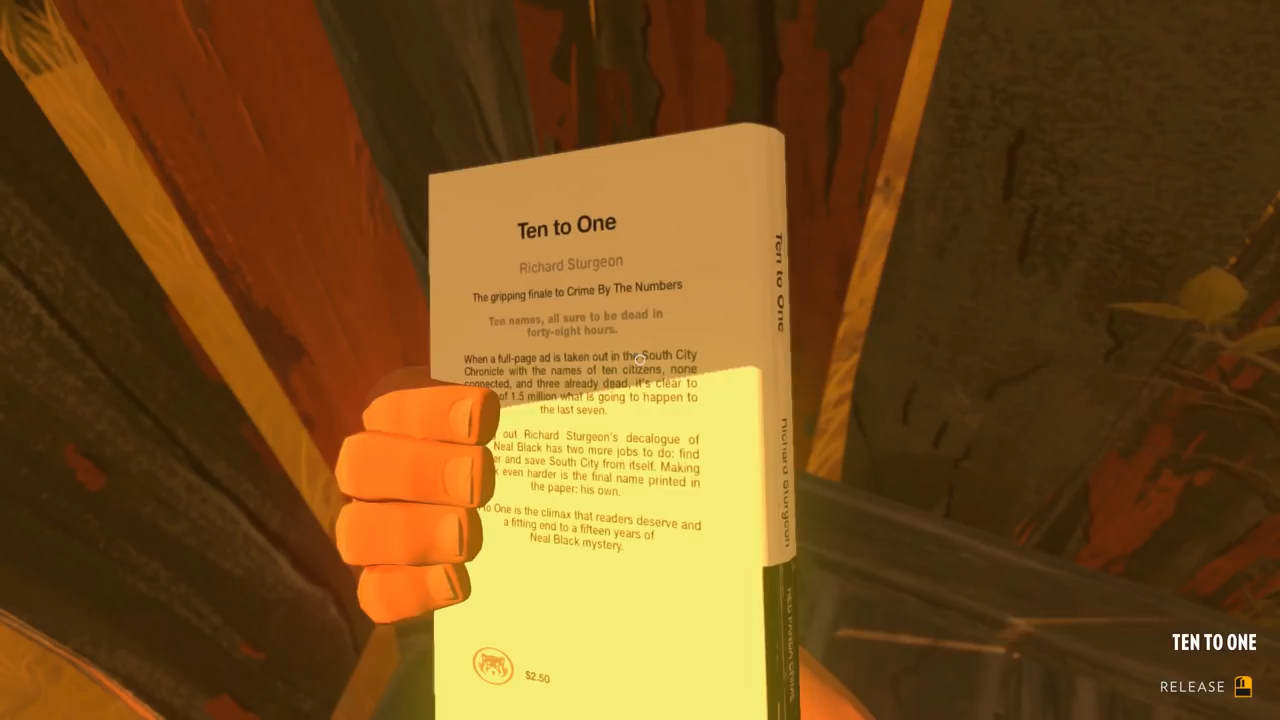 Ten to One
Richard Sturgeon
The gripping finale to Crime By The Numbers
Ten names, all sure to be dead in
forty-eight hours.
When a full-page ad is taken out in the South City
Chronicle with the names of ten citizens, none
connected, and three already dead, it's clear to
of 1.5 million what is going to happen to
the last seven.
out Richard Sturgeon's decalogue of
Neal Black has two more jobs to do: find
and save South City from itself. Making
even harder is the final name printed in
the paper: his own.
to One is the climax that readers deserve and
a fitting end to a fifteen years of
Neal Black mystery.
$2.50
Ten to One
Richard Sturgeon
TEN TO ONE
RELEASE